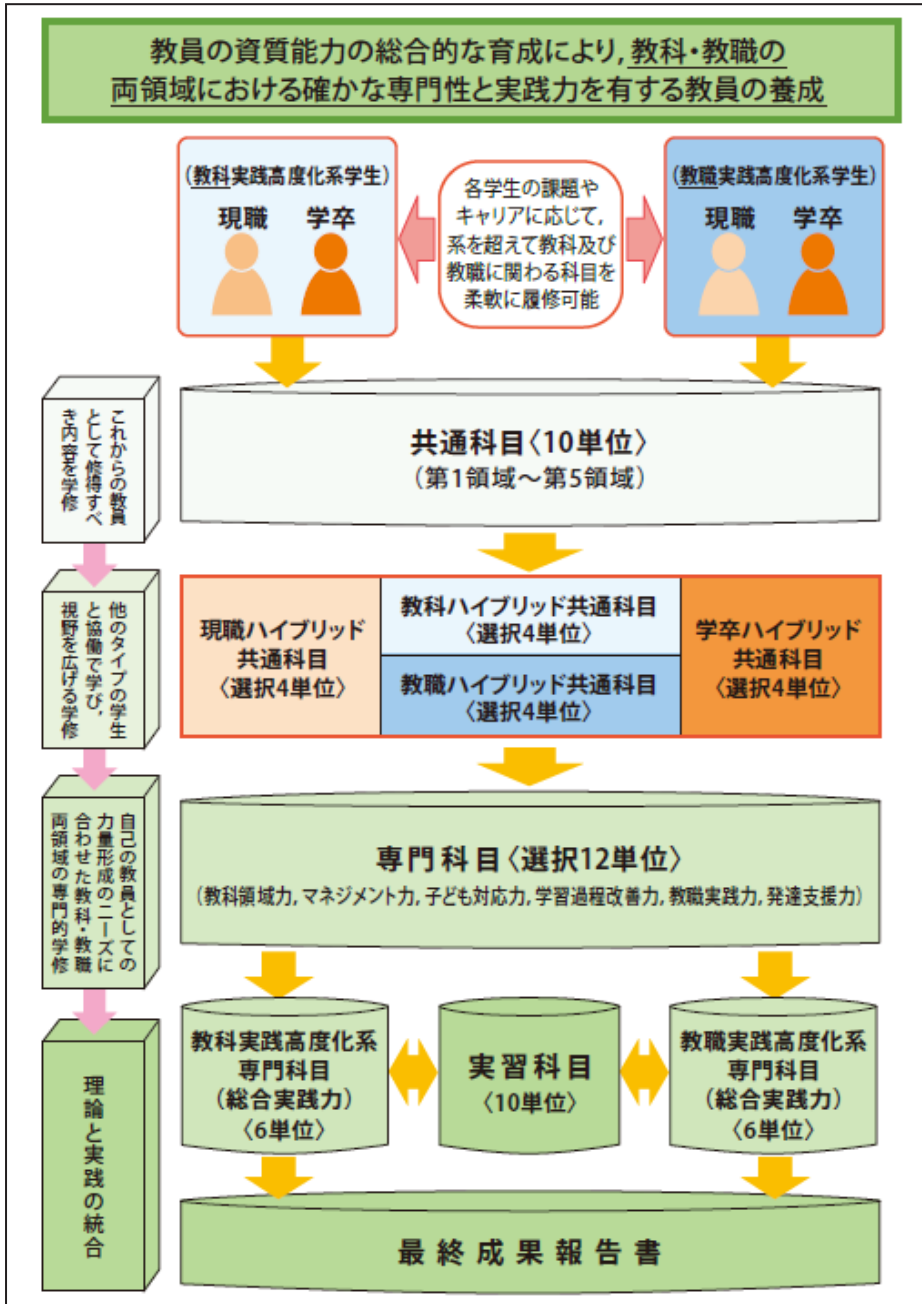 教員の資質能力の総合的な育成により,教科・教職の
両領域における確かな専門性と実践力を有する教員の養成
(教科実践高度化系学生)
現職 学卒
各学生の課題や
キャリアに応じて,
系を超えて教科及び
教職に関わる科目を
柔軟に履修可能
(教職実践高度化系学生)
現職 学卒
これからの教員
として修得すべ
き内容を学修
共通科目〈10単位〉
(第1領域~第5領域)
他のタイプの学生
と協働で学び,
視野を広げる学修
現職ハイブリッド
共通科目
〈選択4単位〉
教科ハイブリッド共通科目
〈選択4単位〉
教職ハイブリッド共通科目
〈選択4単位〉
学卒ハイブリッド
共通科目
〈選択4単位〉
自己の教員としての
力量形成のニーズに
合わせた教科・教職
両領域の専門的学修
専門科目〈選択12単位〉
(教科領域力,マネジメント力,子ども対応力,学習過程改善力,教職実践力,発達支援力)
理論と実践の統合
教科実践高度化系
専門科目
(総合実践力)
〈6単位〉
実習科目
〈10単位〉
教職実践高度化系
専門科目
(総合実践力)
〈6単位〉
最終成果報告書